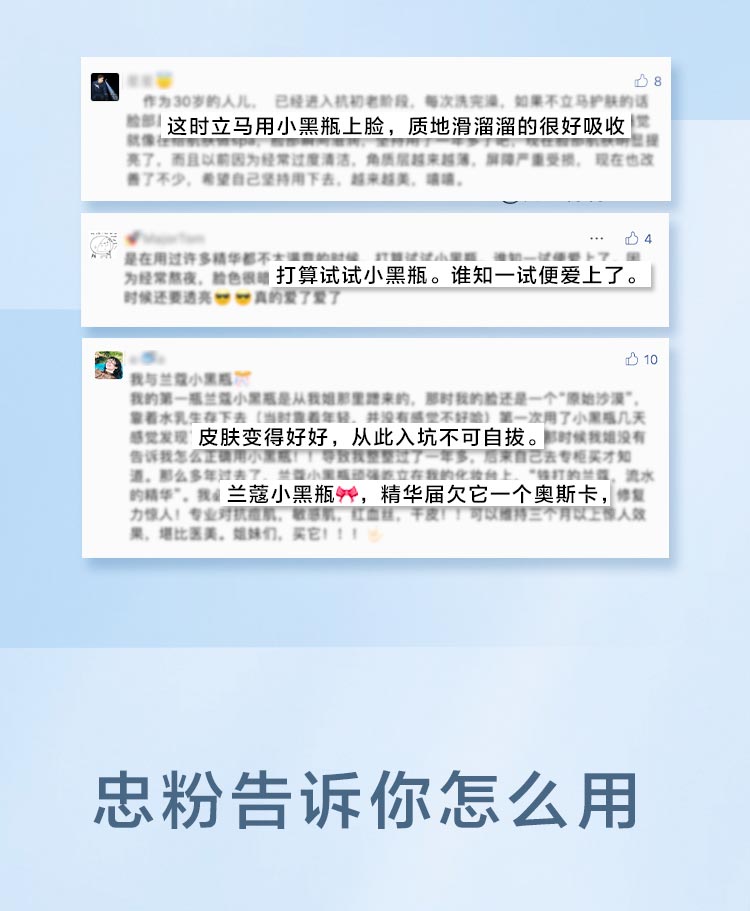 8
作为30岁的人儿， 已经进入抗初老阶段，每次洗完澡，如果不立马护肤的话
这时立马用小黑瓶上脸，质地滑溜溜的很好吸收
亮了，而且以前因为经常过度清洁，角质层越来越薄，屏障严重受损， 现在也改
善了不少，希望自己坚持用下去，越来越美，嘻嘻。
MajorTom
... 4
是在用过许多精华都不太满意的时候，打算试试小黑瓶。谁知一试便爱上了。因
为经常熬夜，脸色很暗
打算试试小黑瓶。谁知一试便爱上了。
时候还要透亮😎😎真的爱了爱了
10
我与兰蔻小黑瓶
我的第一瓶兰蔻小黑瓶是从我姐那里蹭来的，那时我的脸还是一个“原始沙漠”，
靠着水乳生存下去（当时靠着年轻，并没有感觉不好哈）第一次用了小黑瓶几天
感觉发现
皮肤变得好好，从此入坑不可自拔。
那时候我姐没有
告诉我怎么正确用小黑瓶！！导致我整整过了一年多，后来自己去专柜买才知
道。那么多年过去了，兰蔻小黑瓶顽强屹立在我的化妆台上，“铁打的兰蔻，流水
的精华”。我
兰蔻小黑瓶🎀，精华届欠它一个奥斯卡，
修复
力惊人！专业对抗痘肌，敏感肌，红血丝，干皮！！可以维持三个月以上惊人效
果，堪比医美。姐妹们，买它！！！
忠粉告诉你怎么用